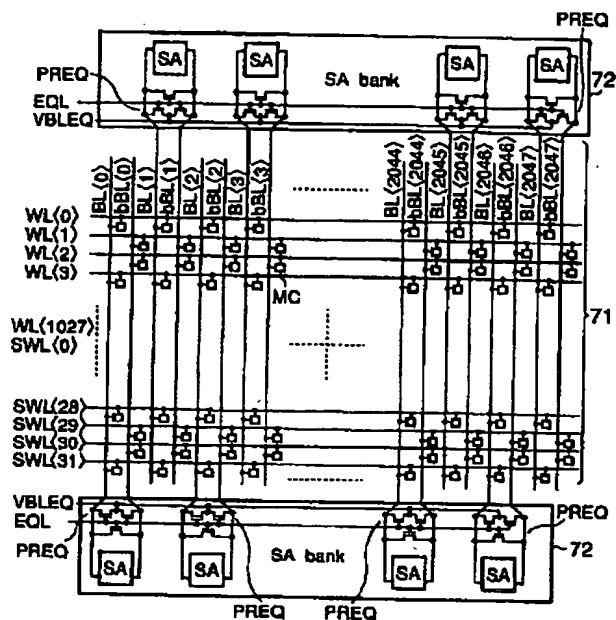 PREQ
SA SA SA SA
PREQ SA bank 72
EQL
VBLEQ
BL⟨0⟩ bBL⟨0⟩ BL⟨1⟩ bBL⟨1⟩ BL⟨2⟩ bBL⟨2⟩ BL⟨3⟩ bBL⟨3⟩ BL⟨2044⟩ bBL⟨2044⟩ BL⟨2045⟩ bBL⟨2045⟩ BL⟨2046⟩ bBL⟨2046⟩ BL⟨2047⟩ bBL⟨2047⟩
WL⟨0⟩
WL⟨1⟩
WL⟨2⟩
WL⟨3⟩
MC
71
WL⟨1027⟩
SWL⟨0⟩
SWL⟨28⟩
SWL⟨29⟩
SWL⟨30⟩
SWL⟨31⟩
VBLEQ
EQL PREQ
PREQ SA bank 72
SA SA SA SA
PREQ PREQ